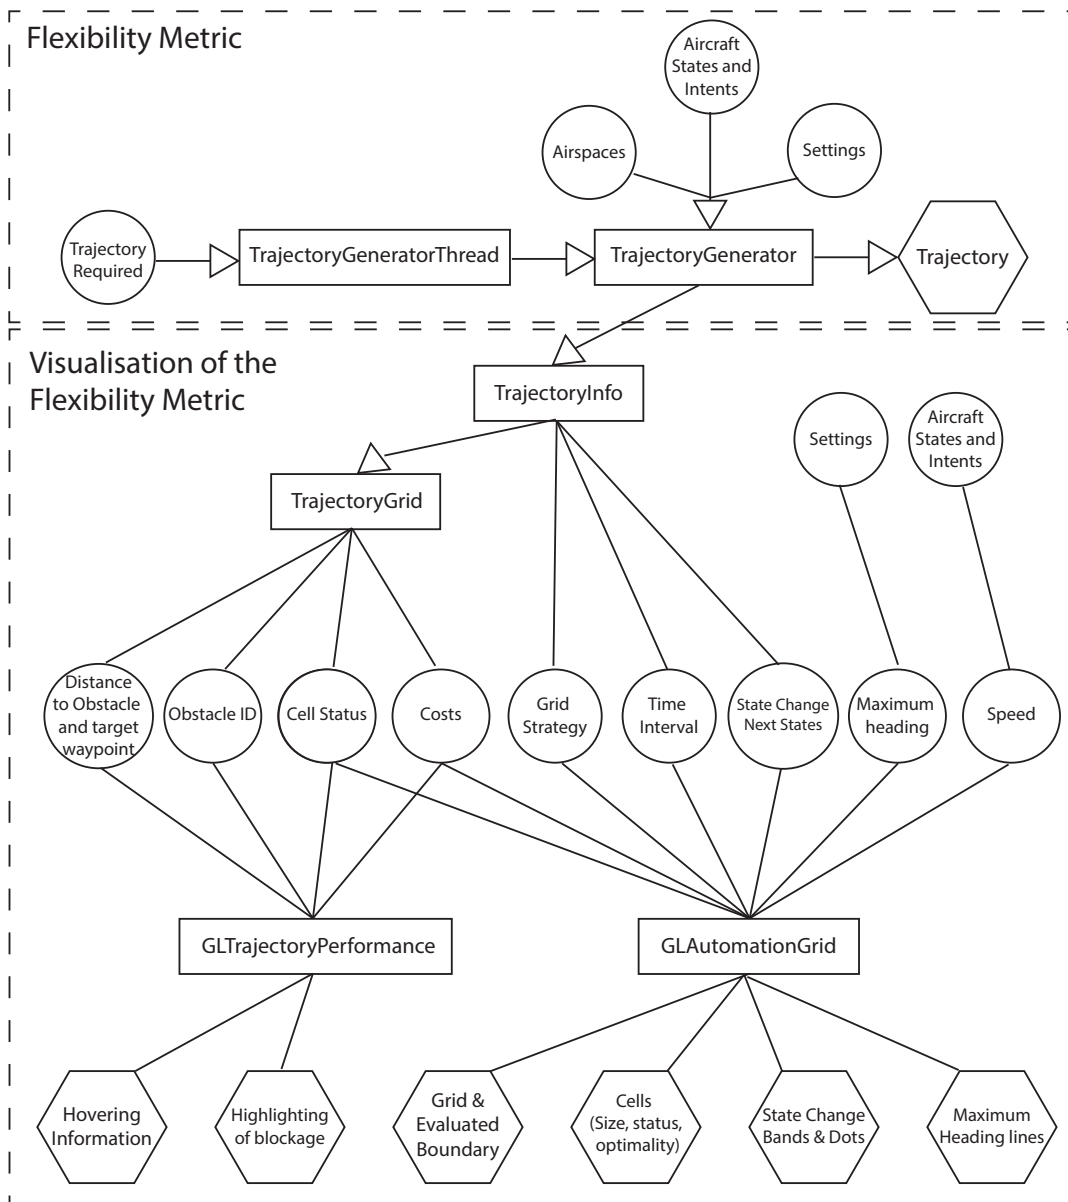 Flexibility Metric
Aircraft
States and
Intents
Airspaces
Settings
Trajectory
Required
TrajectoryGeneratorThread
TrajectoryGenerator
Trajectory
Visualisation of the
Flexibility Metric
TrajectoryInfo
Settings
Aircraft
States and
Intents
TrajectoryGrid
Distance
to Obstacle
and target
waypoint
Obstacle ID
Cell Status
Costs
Grid
Strategy
Time
Interval
State Change
Next States
Maximum
heading
Speed
GLTrajectoryPerformance
GLAutomationGrid
Hovering
Information
Highlighting
of blockage
Grid &
Evaluated
Boundary
Cells
(Size, status,
optimality)
State Change
Bands & Dots
Maximum
Heading lines